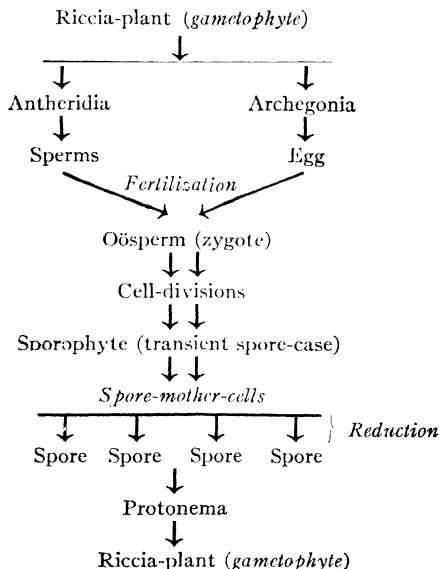 Riccia-plant (gametophyte)
Antheridia Archegonia
Sperms Egg
Fertilization
Oösperm (zygote)
Cell-divisions
Sporophyte (transient spore-case)
Spore-mother-cells
Reduction
Spore Spore Spore Spore
Protonema
Riccia-plant (gametophyte)